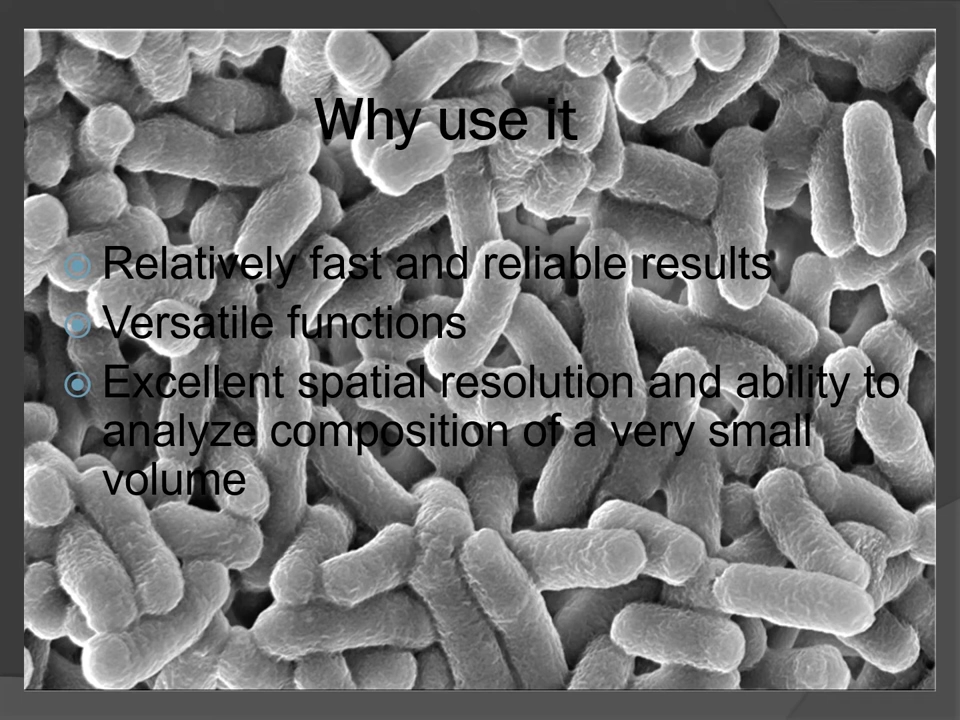 Why use it
Relatively fast and reliable results
Versatile functions
Excellent spatial resolution and ability to
analyze composition of a very small
volume